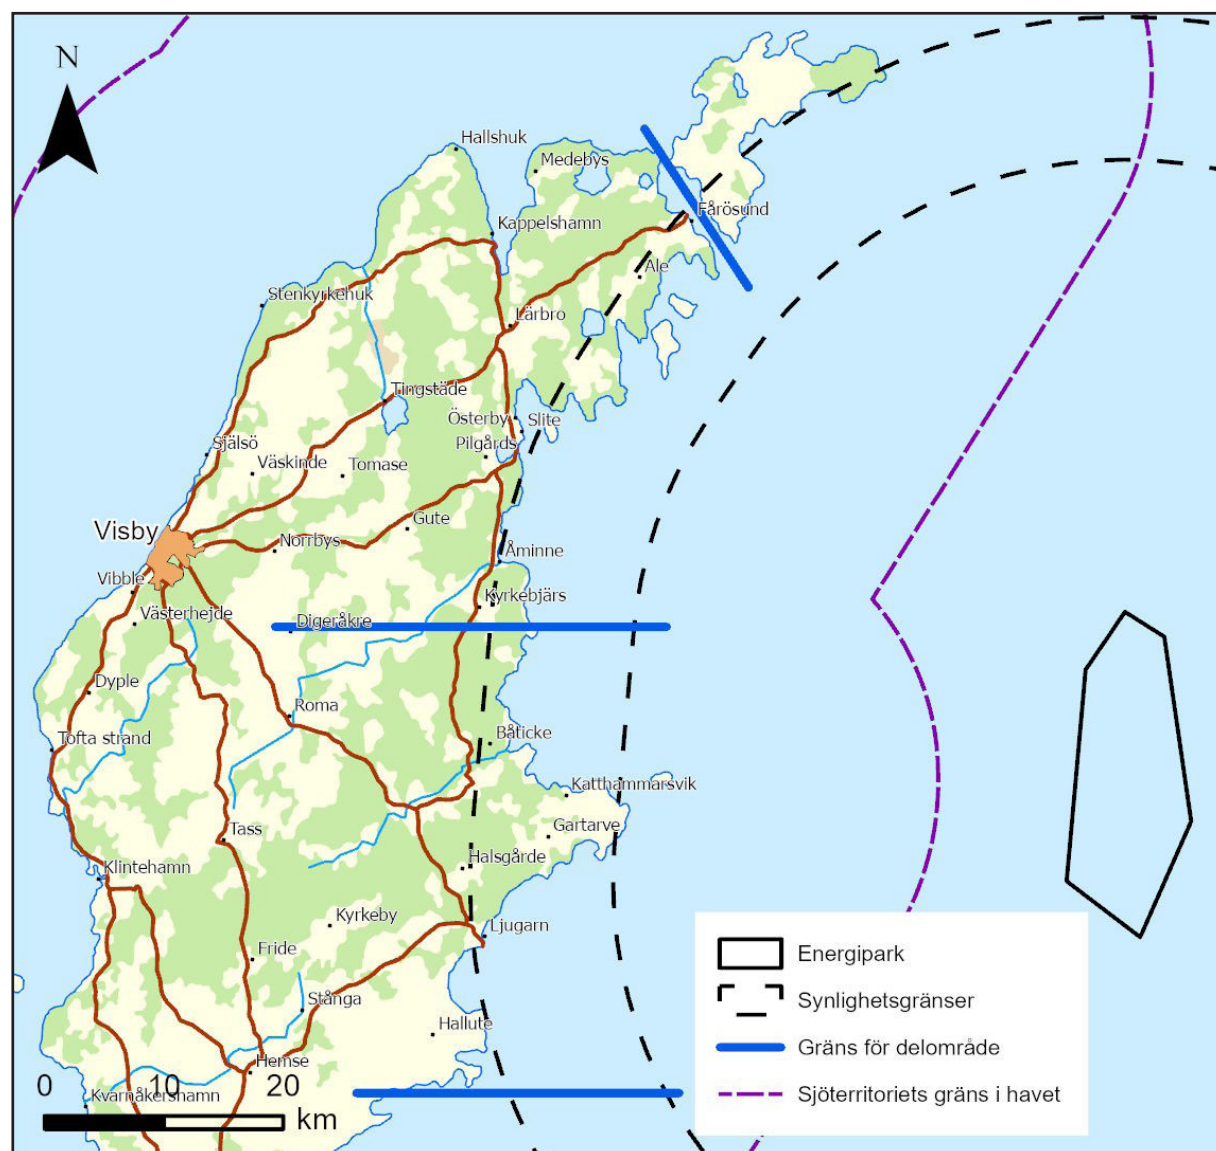 N
Hallshuk
Medebys
Fårösund
Kappelshamn
Ale
Stenkyrkehuk
Lärbro
Tingstäde
Österby
Slite
Själsö
Pilgårds
Väskinde
Tomase
Visby
Gute
Norrbys
Åminne
Vibble
Kyrkebjärs
Västerhejde
Digeråkre
Dyple
Roma
Tofta strand
Båticke
Katthammarsvik
Tass
Gartarve
Halsgårde
Klintehamn
Kyrkeby
Ljugarn
Fride
Stånga
Hallute
Hemse
Kvarnåkershamn
0 10 20
km
Energipark
Synlighetsgränser
Gräns för delområde
Sjöterritoriets gräns i havet